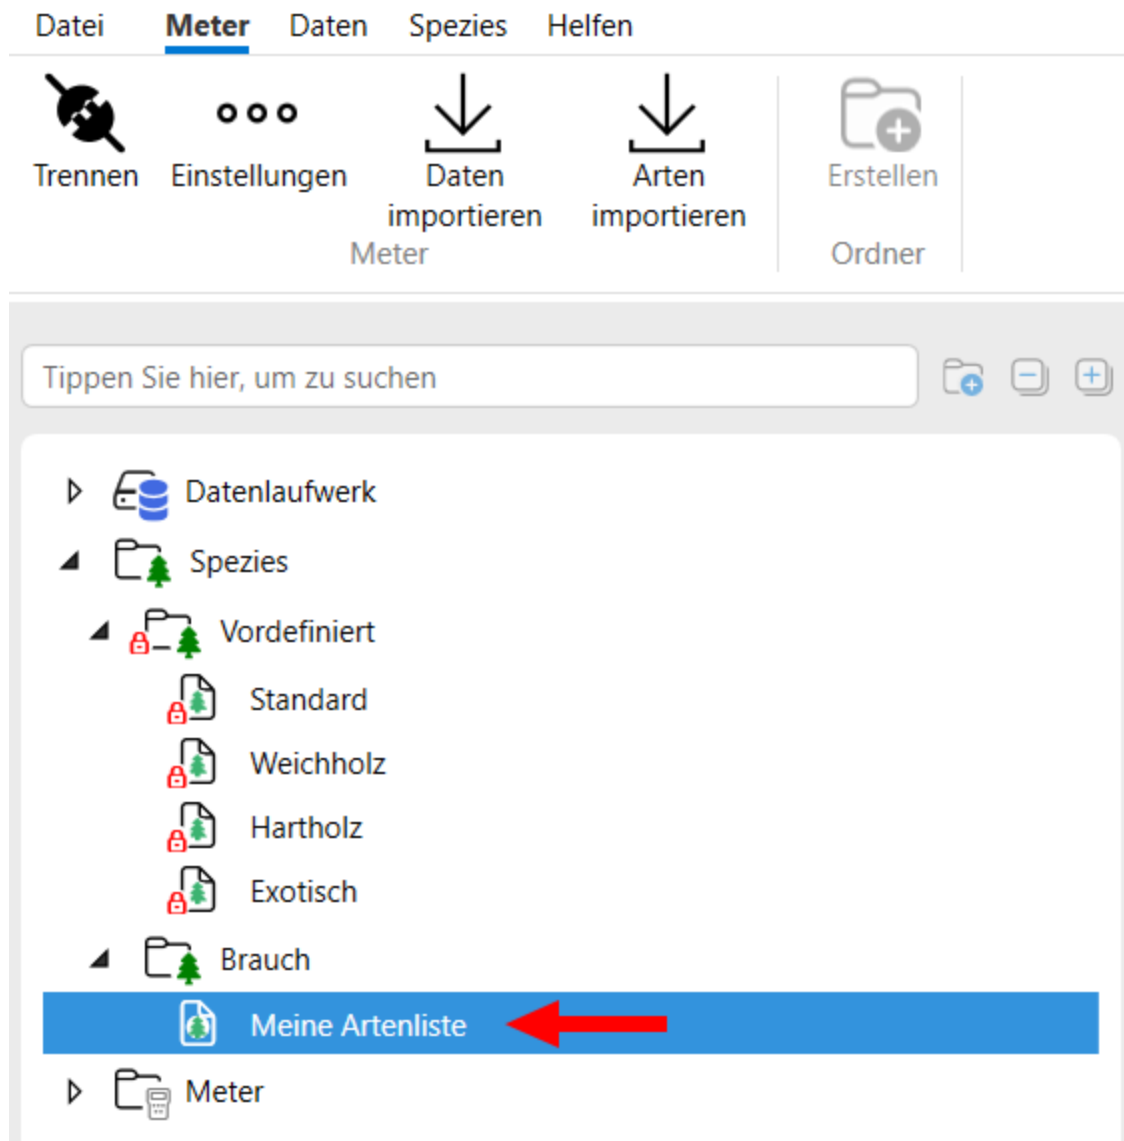 Datei Meter Daten Spezies Helfen
Trennen Einstellungen Daten importieren Arten importieren Erstellen
Meter Ordner
Tippen Sie hier, um zu suchen
Datenlaufwerk
Spezies
Vordefiniert
Standard
Weichholz
Hartholz
Exotisch
Brauch
Meine Artenliste
Meter